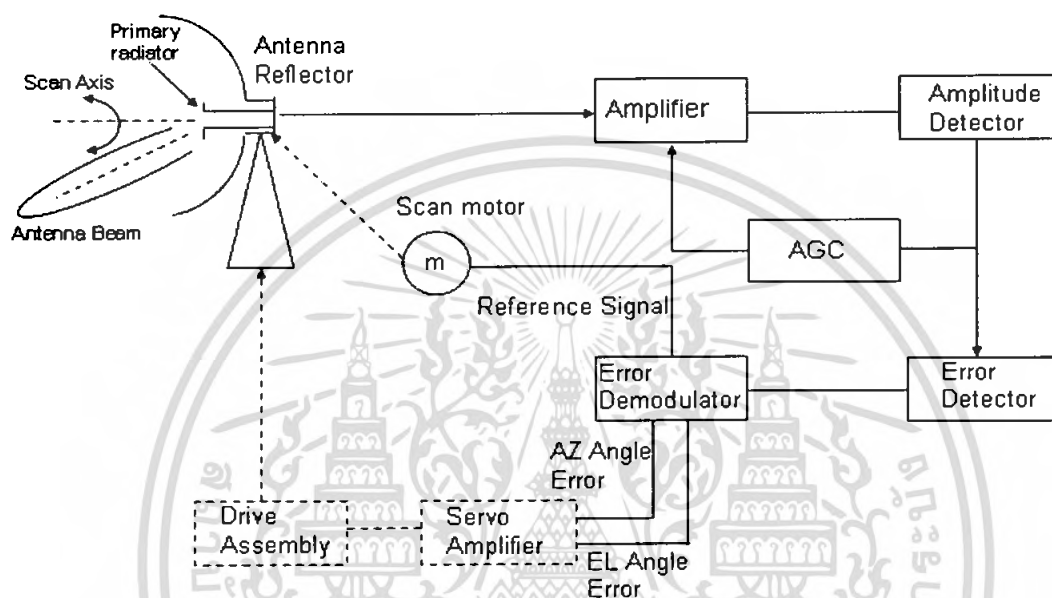 Primary
radiator
Antenna
Reflector
Scan Axis
Antenna Beam
Amplifier
Amplitude
Detector
Scan motor
m
AGC
Reference Signal
Error
Demodulator
Error
Detector
AZ Angle
Error
Drive
Assembly
Servo
Amplifier
EL Angle
Error